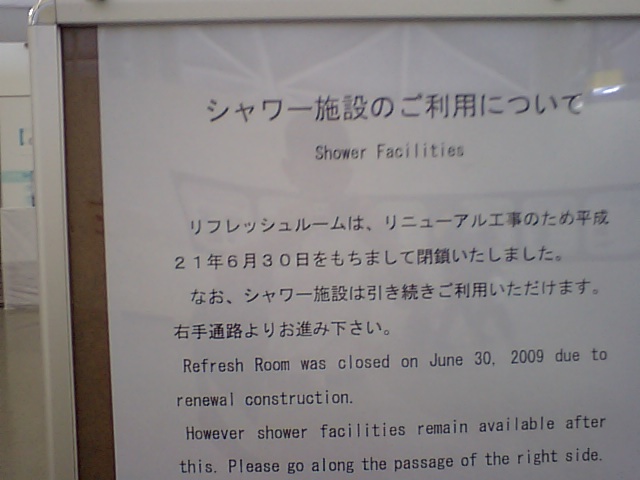 シャワー施設のご利用について
Shower Facilities
リフレッシュルームは、リニューアル工事のため平成
21年6月30日をもちまして閉鎖いたしました。
なお、シャワー施設は引き続きご利用いただけます。
右手通路よりお進み下さい。
Refresh Room was closed on June 30, 2009 due to
renewal construction.
However shower facilities remain available after
this. Please go along the passage of the right side.